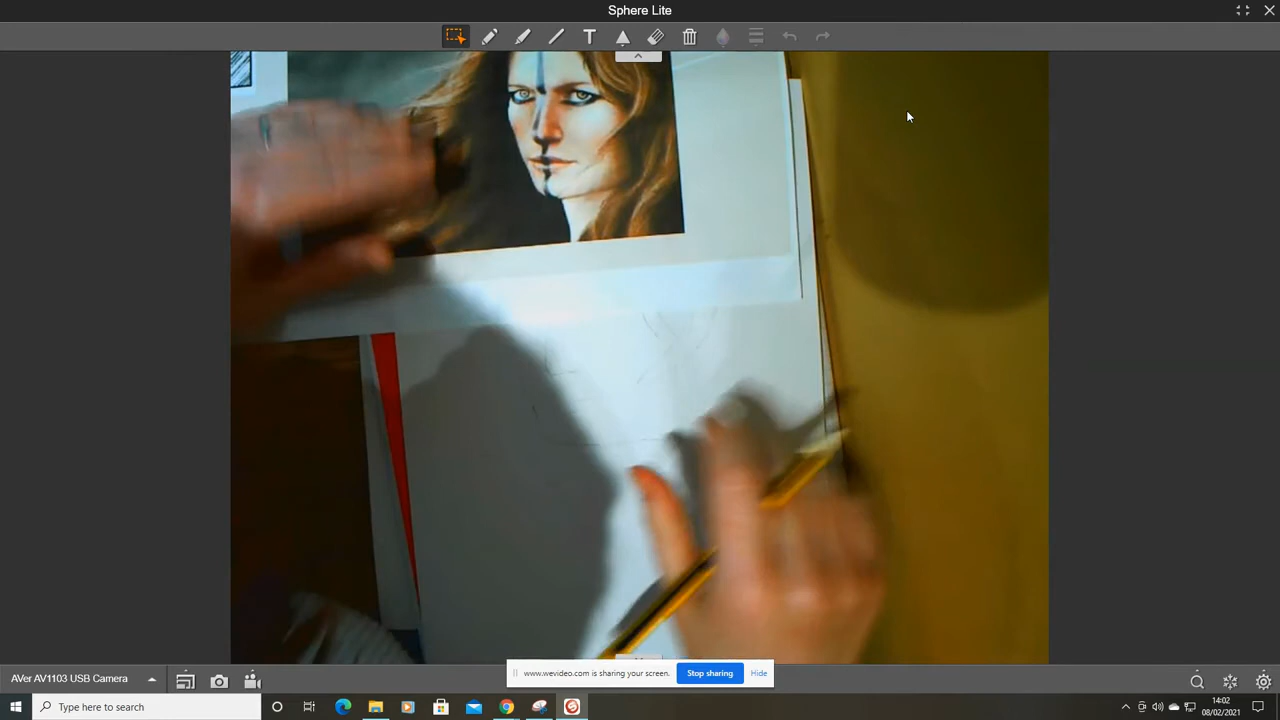 Sphere Lite
T
www.wevideo.com is sharing your screen.
Stop sharing
Hide
AVer AV110B USB Camera
Type here to search
14:02
08/02/2021